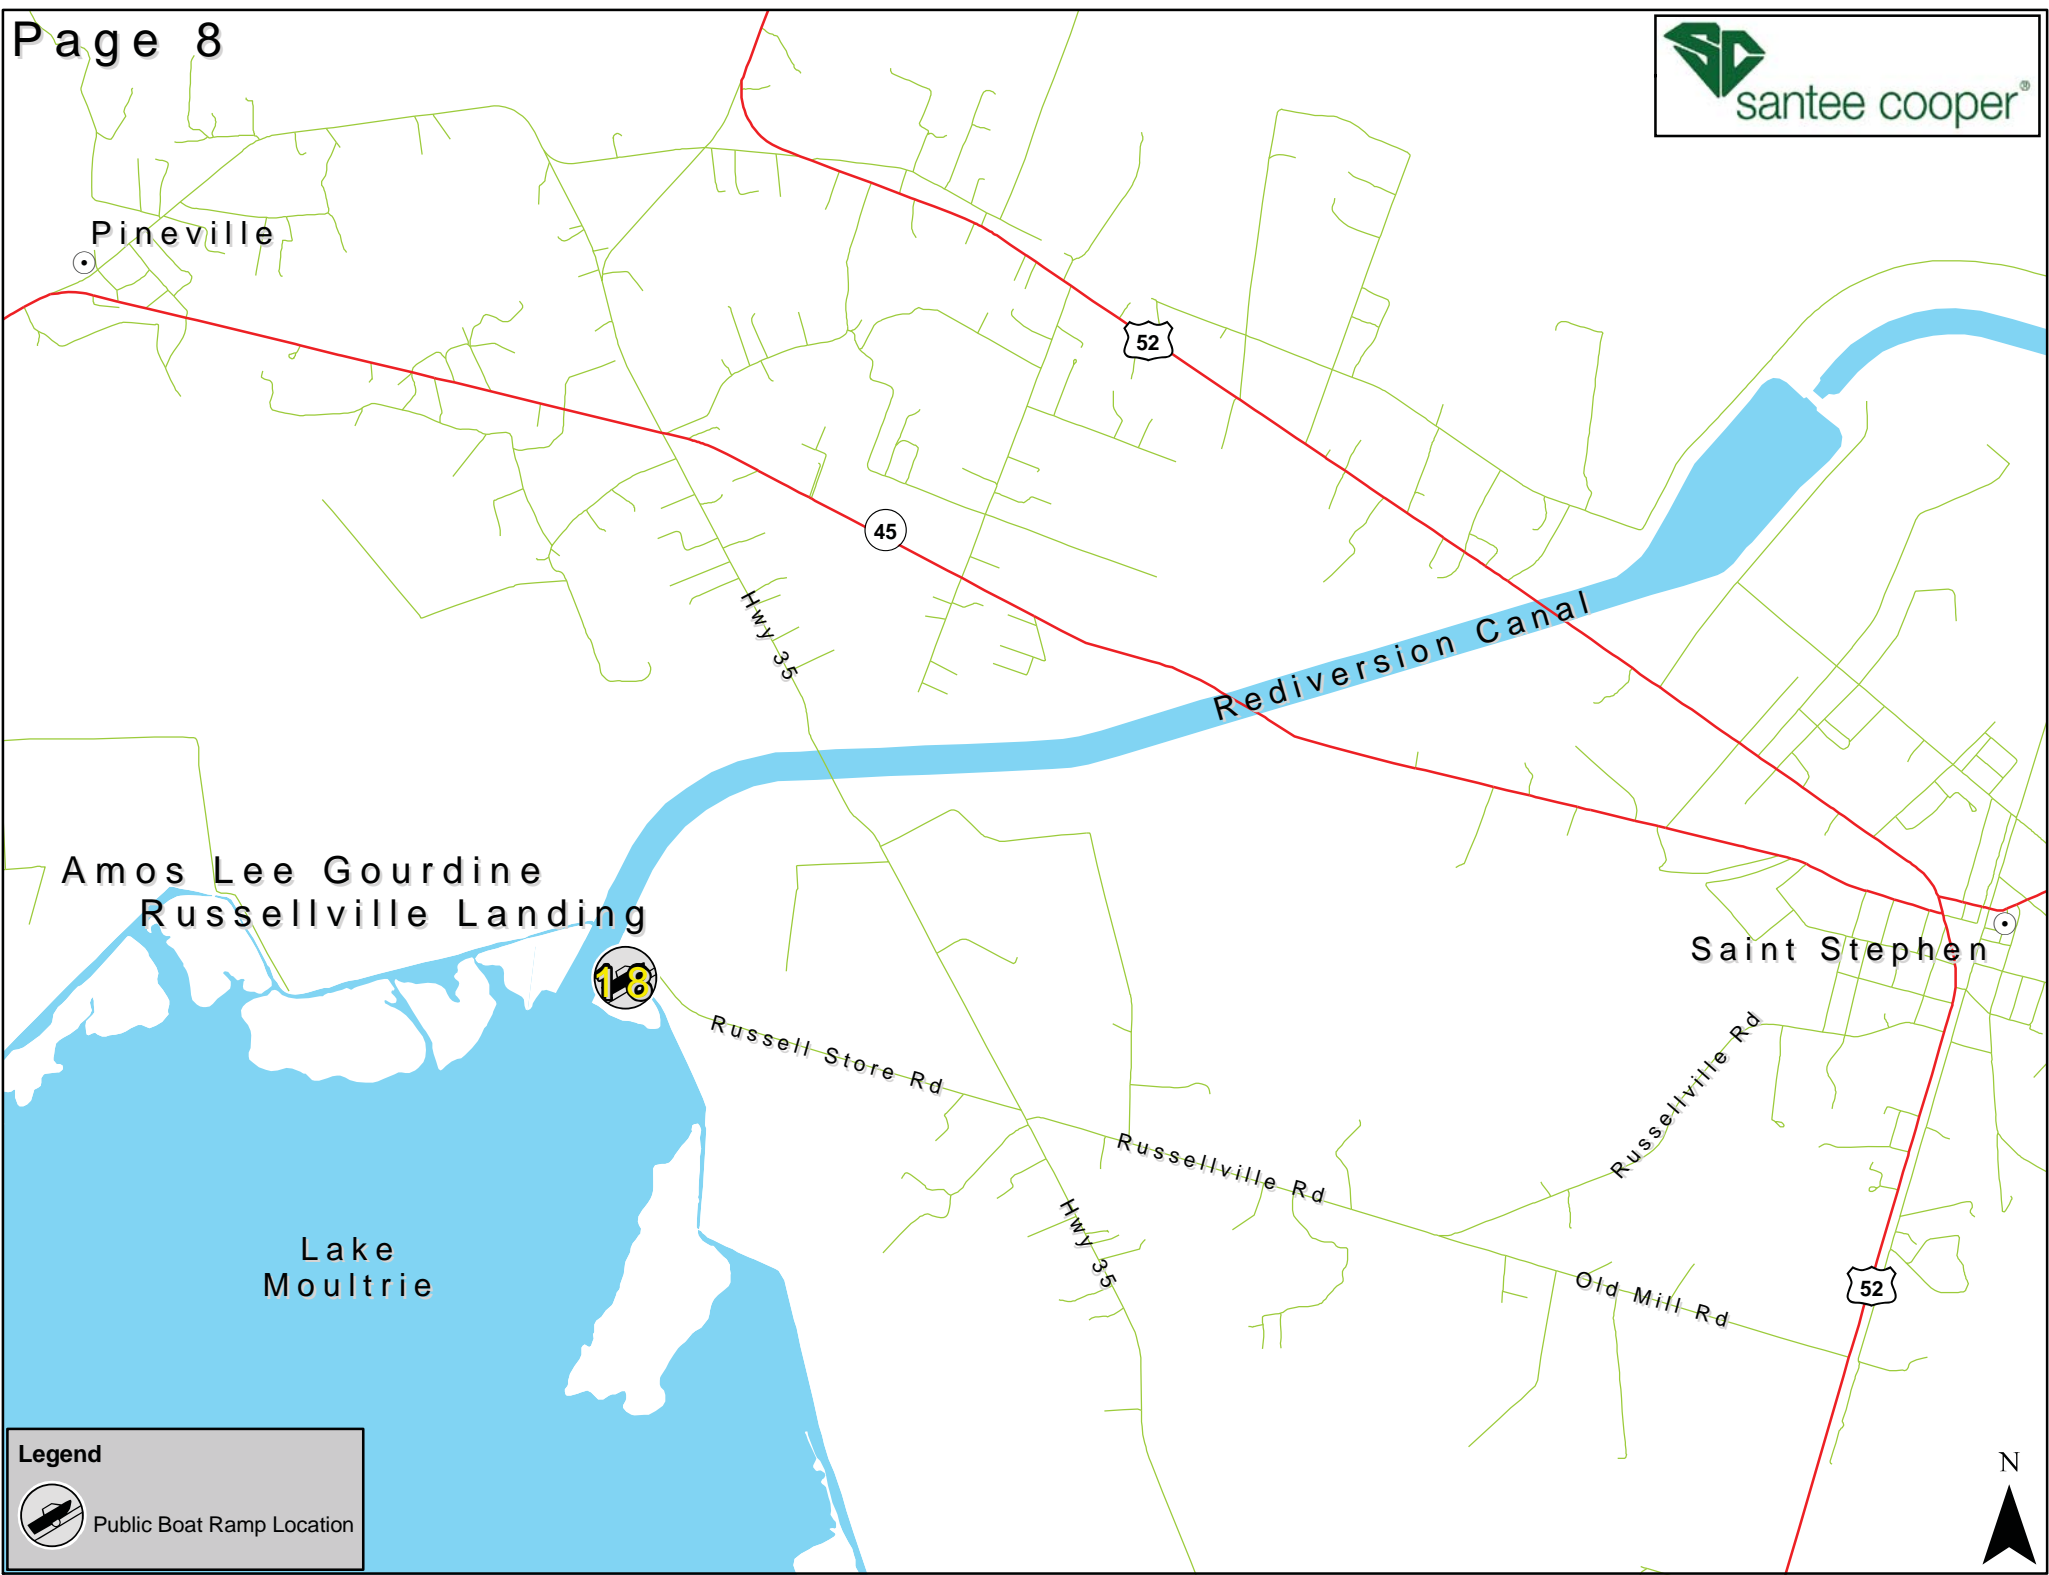 Page 8
santee cooper®
Pineville
52
45
Hwy 35
Rediversion Canal
Amos Lee Gourdine
Russellville Landing
18
Saint Stephen
Russell Store Rd
Russellville Rd
Russellville Rd
Hwy 35
Lake
Moultrie
Old Mill Rd
52
Legend
Public Boat Ramp Location
N